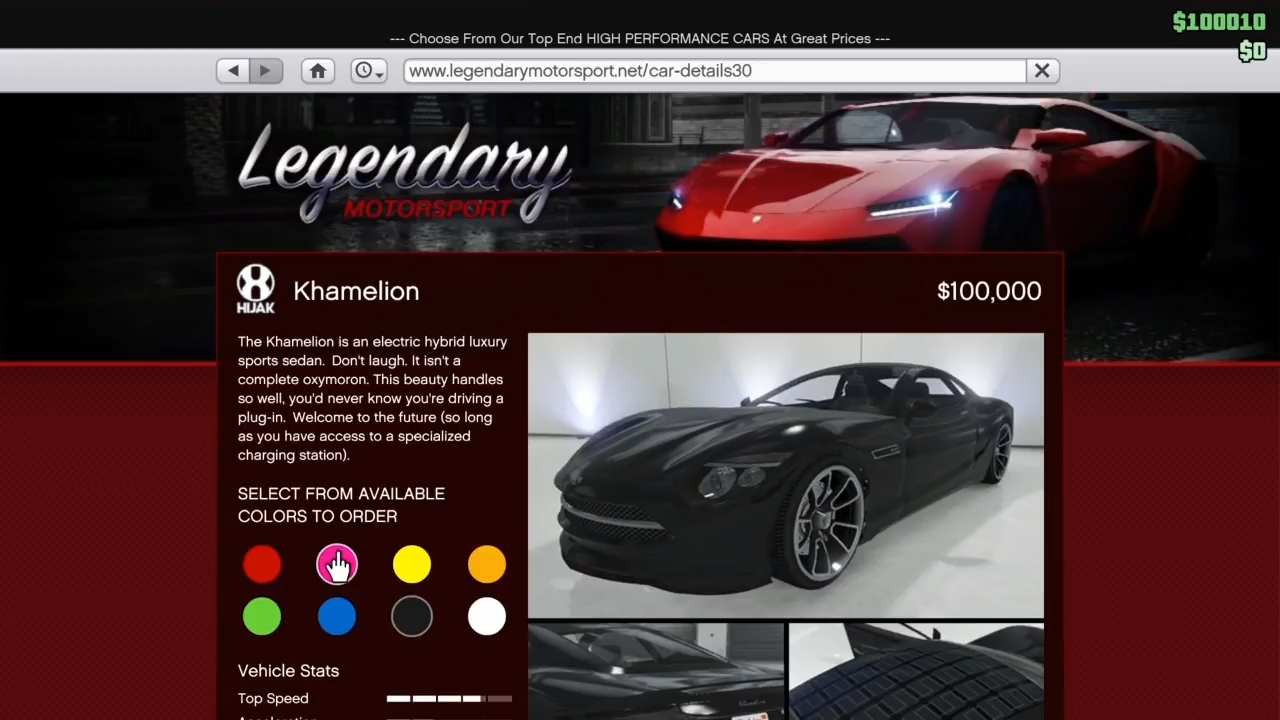 $100010
--- Choose From Our Top End HIGH PERFORMANCE CARS At Great Prices ---
$0
www.legendarymotorsport.net/car-details30
Legendary
MOTORSPORT
HIJAK
Khamelion
$100,000
The Khamelion is an electric hybrid luxury
sports sedan. Don't laugh. It isn't a
complete oxymoron. This beauty handles
so well, you'd never know you're driving a
plug-in. Welcome to the future (so long
as you have access to a specialized
charging station).
SELECT FROM AVAILABLE
COLORS TO ORDER
Vehicle Stats
Top Speed